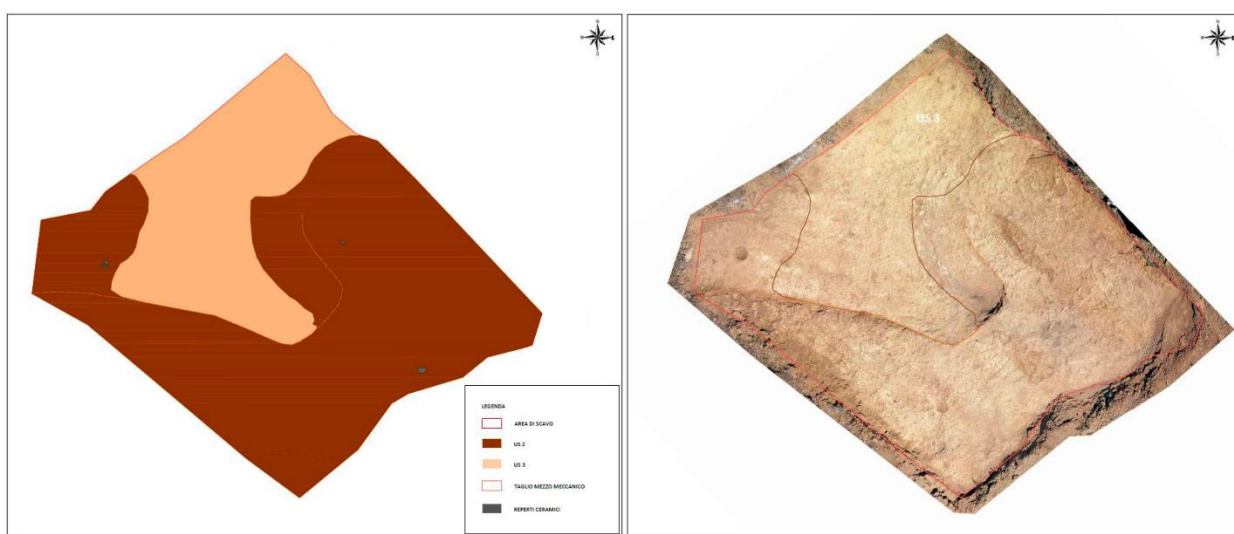 N
LEGENDA
AREA DI SCAVO
US 2
US 3
TAGLIO MEZZO MECCANICO
REPERTI CERAMICI
N
US 3